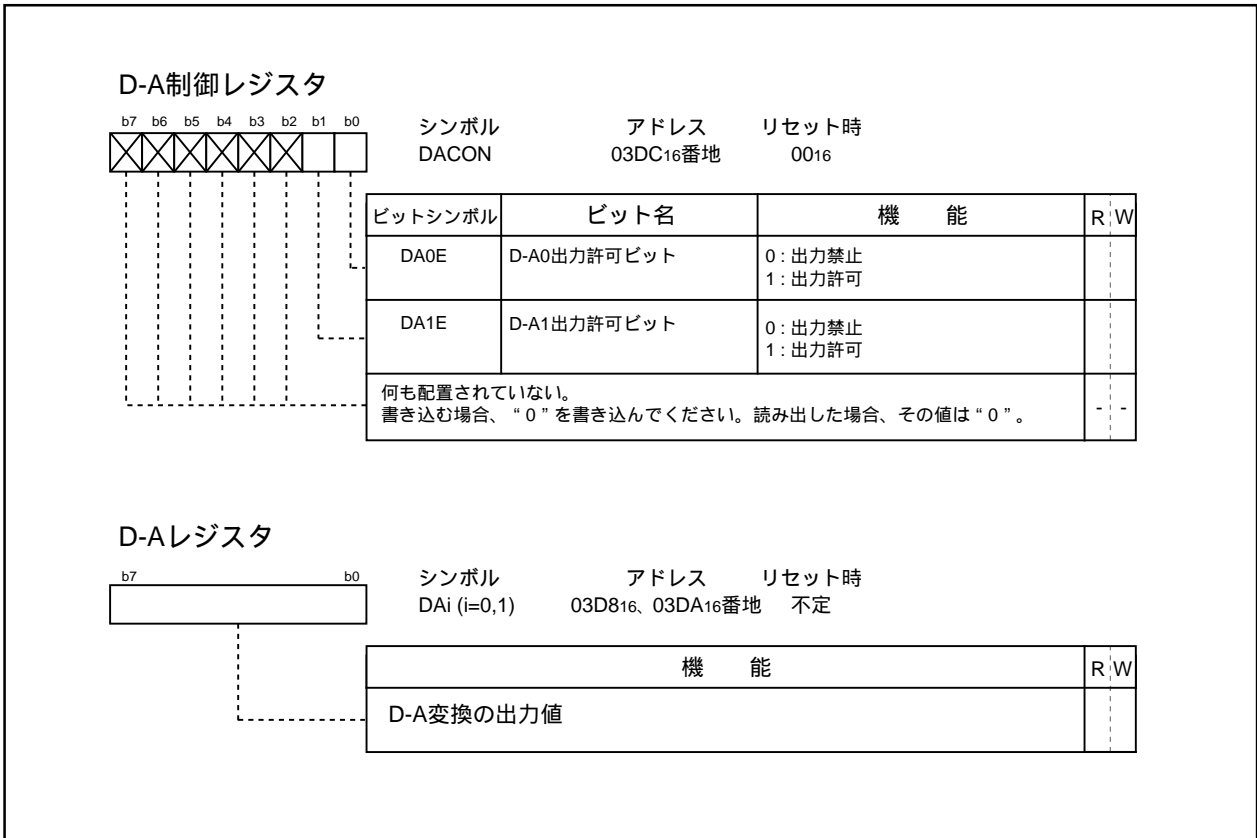 D-A制御レジスタ
b7 b6 b5 b4 b3 b2 b1 b0
シンボル アドレス リセット時
DACON 03DC16番地 0016
ビットシンボル ビット名 機 能 R W
DA0E D-A0出力許可ビット 0 : 出力禁止
1 : 出力許可
DA1E D-A1出力許可ビット 0 : 出力禁止
1 : 出力許可
何も配置されていない。
書き込む場合、“ 0 ” を書き込んでください。読み出した場合、その値は “ 0 ” 。 - -
D-Aレジスタ
b7 b0
シンボル アドレス リセット時
DAi (i=0,1) 03D816、03DA16番地 不定
機 能 R W
D-A変換の出力値